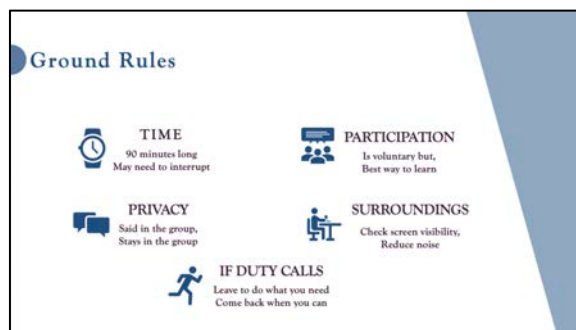 Ground Rules
TIME
90 minutes long
May need to interrupt
PARTICIPATION
Is voluntary but,
Best way to learn
PRIVACY
Said in the group,
Stays in the group
SURROUNDINGS
Check screen visibility,
Reduce noise
IF DUTY CALLS
Leave to do what you need
Come back when you can